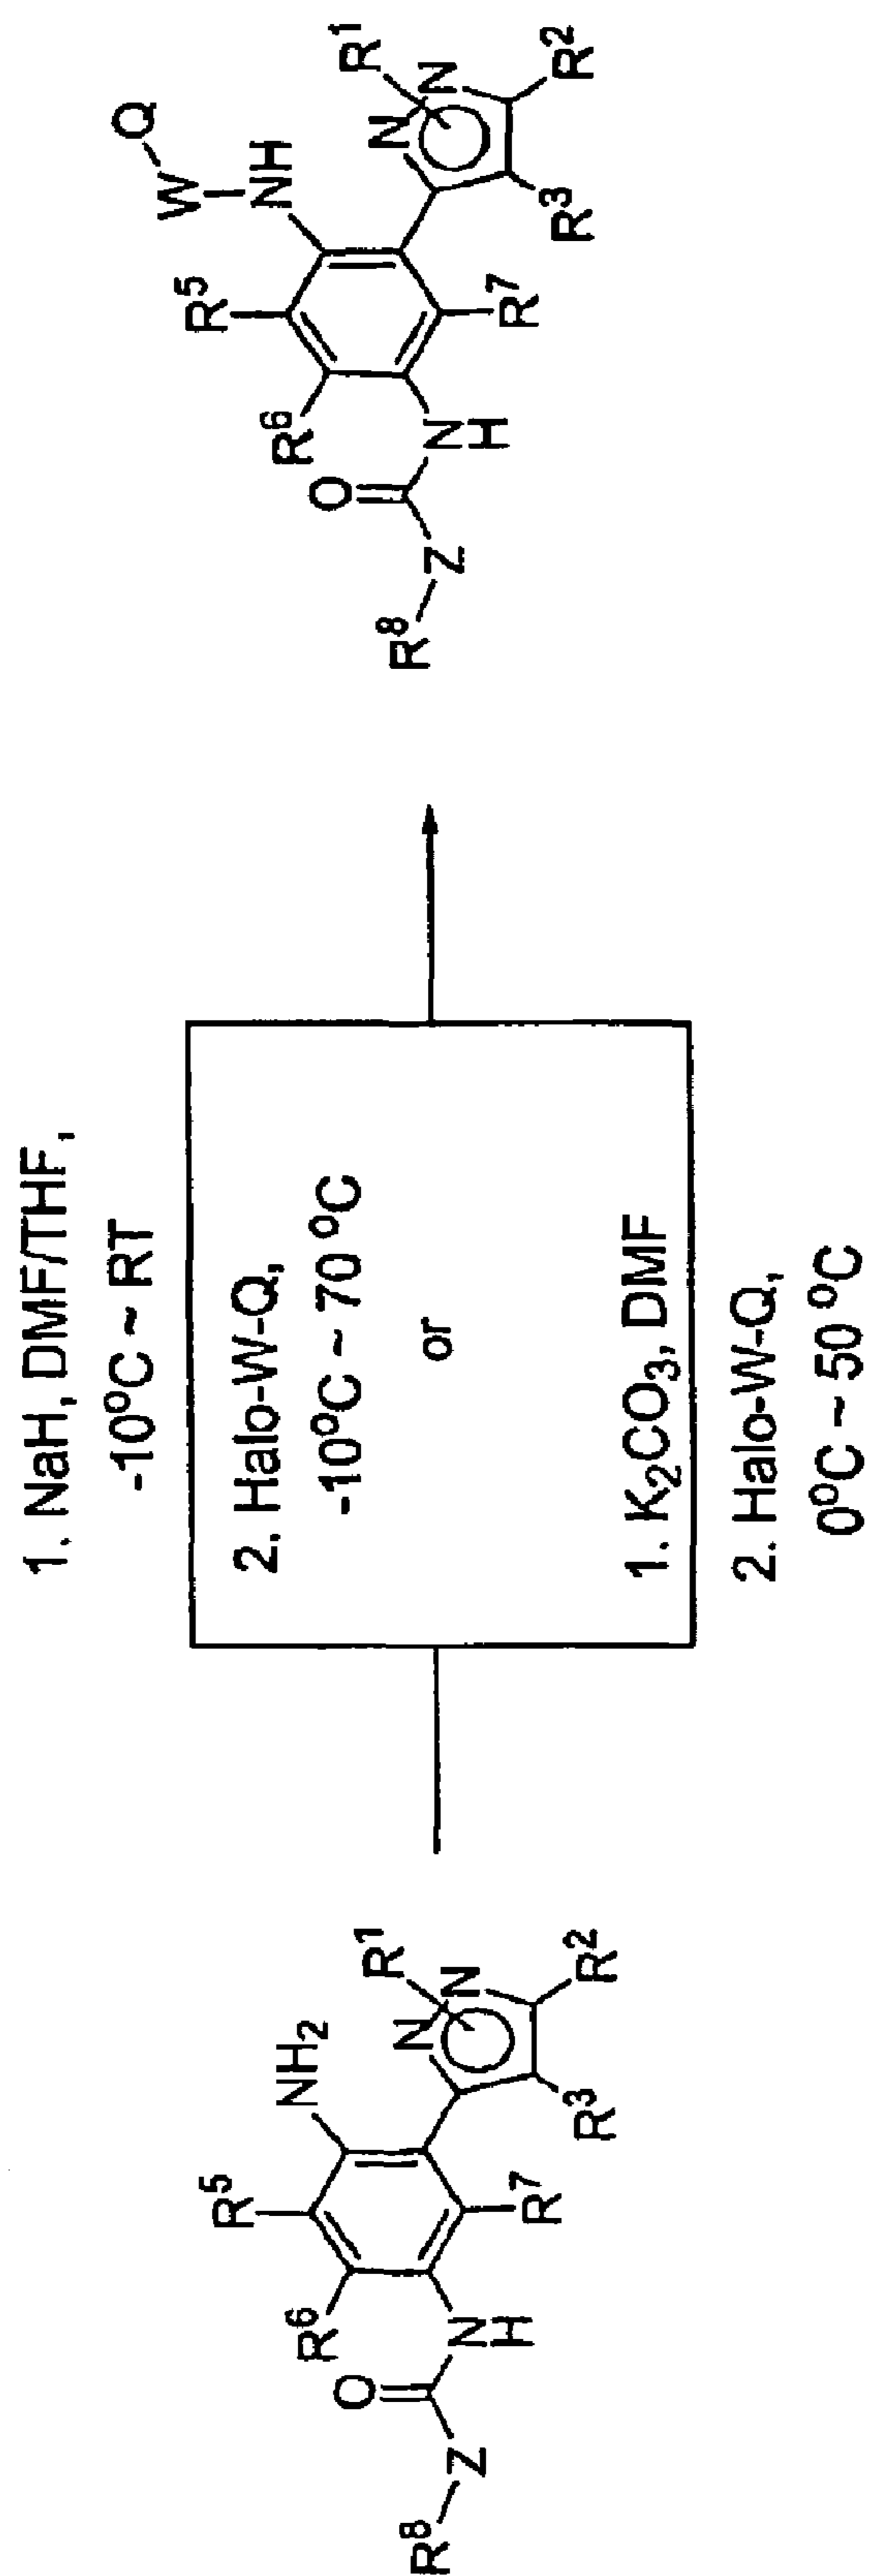 R8
Z
O
N
H
R6
R5
NH2
R7
N
N
R1
R3
R2
1. NaH, DMF/THF,
-10°C ~ RT
2. Halo-W-Q,
-10°C ~ 70 °C
or
1. K2CO3, DMF
2. Halo-W-Q,
0°C ~ 50 °C
R8
Z
O
N
H
R6
R5
W
Q
NH
R7
N
N
R1
R3
R2